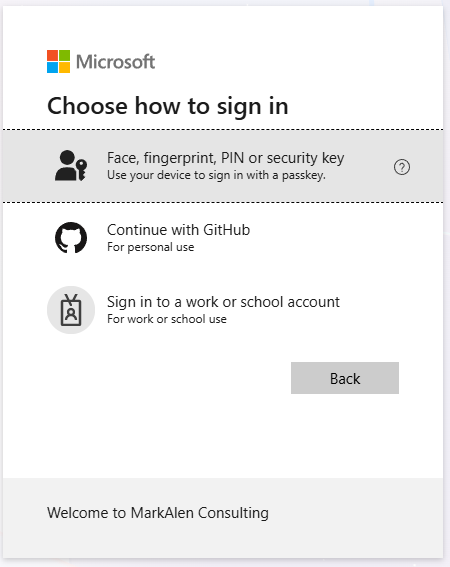 Microsoft
Choose how to sign in
Face, fingerprint, PIN or security key
Use your device to sign in with a passkey.
?
Continue with GitHub
For personal use
Sign in to a work or school account
For work or school use
Back
Welcome to MarkAlen Consulting